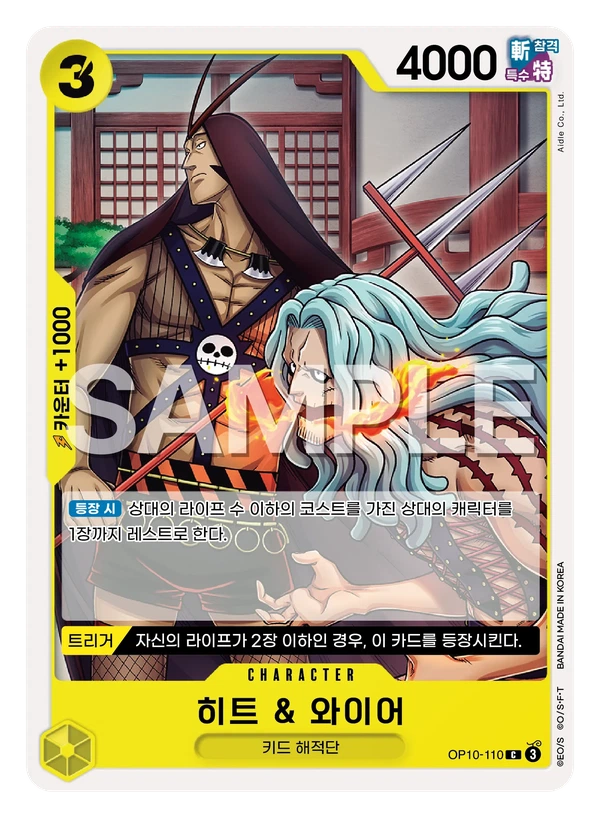 3
4000
斬 참격
특수 特
Aidle Co., Ltd.
카운터 +1000
SAMPLE
등장 시 상대의 라이프 수 이하의 코스트를 가진 상대의 캐릭터를
1장까지 레스트로 한다.
트리거 자신의 라이프가 2장 이하인 경우, 이 카드를 등장시킨다.
CHARACTER
히트 & 와이어
키드 해적단
OP10-110 C 3
©EO/S ©O/S·F·T BANDAI MADE IN KOREA